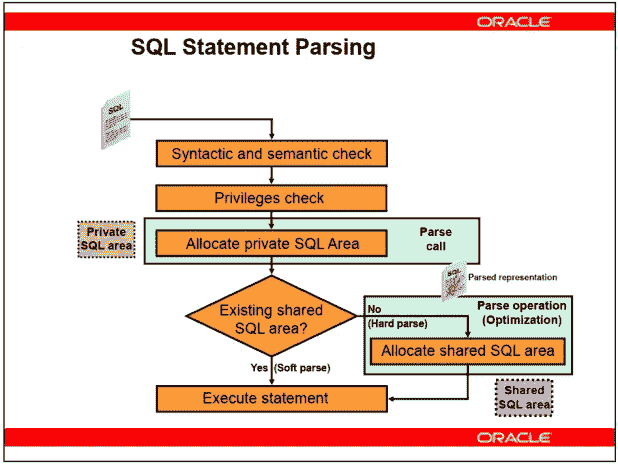 ORACLE
SQL Statement Parsing
SQL
Syntactic and semantic check
Privileges check
Private
SQL area
Allocate private SQL Area
Parse
call
SQL
Parsed representation
Existing shared
SQL area?
No
(Hard parse)
Parse operation
(Optimization)
Allocate shared SQL area
Yes (Soft parse)
Execute statement
Shared
SQL area
ORACLE